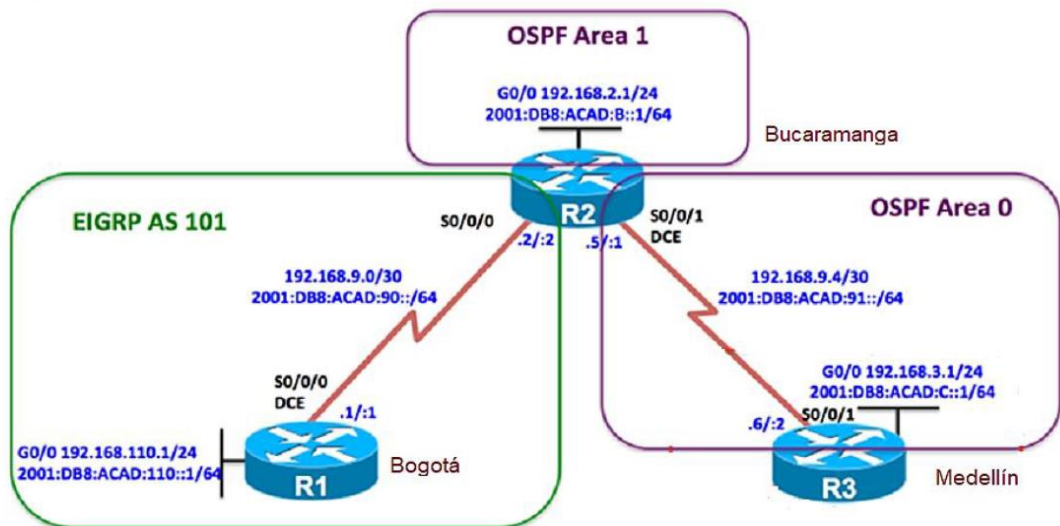 OSPF Area 1
G0/0 192.168.2.1/24
2001:DB8:ACAD:B::1/64
Bucaramanga
R2
EIGRP AS 101
S0/0/0
.2/:2
.5/:1
S0/0/1
DCE
OSPF Area 0
192.168.9.0/30
2001:DB8:ACAD:90::/64
192.168.9.4/30
2001:DB8:ACAD:91::/64
S0/0/0
DCE
.1/:1
G0/0 192.168.3.1/24
2001:DB8:ACAD:C::1/64
.6/:2
S0/0/1
G0/0 192.168.110.1/24
2001:DB8:ACAD:110::1/64
R1
Bogotá
R3
Medellín